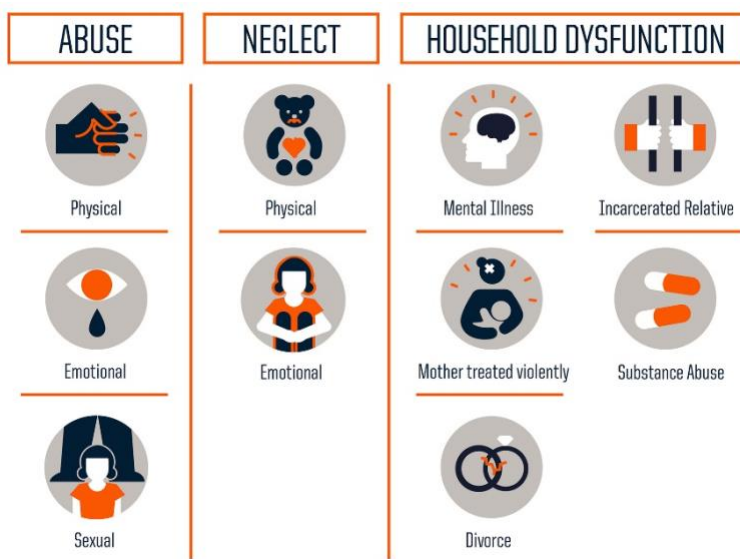 ABUSE
NEGLECT
HOUSEHOLD DYSFUNCTION
Physical
Physical
Mental Illness
Incarcerated Relative
Emotional
Emotional
Mother treated violently
Substance Abuse
Sexual
Divorce